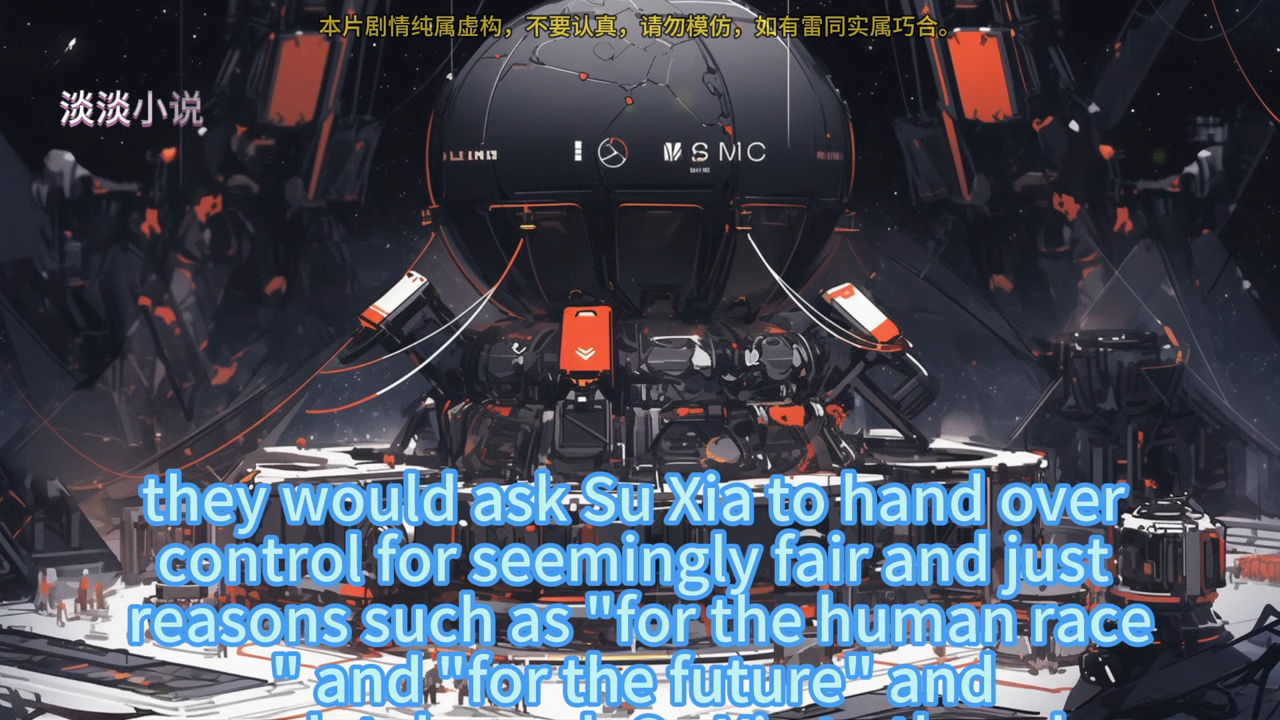 本片剧情纯属虚构，不要认真，请勿模仿，如有雷同实属巧合。
淡淡小说
SMC
they would ask Su Xia to hand over
control for seemingly fair and just
reasons such as "for the human race
" and "for the future" and